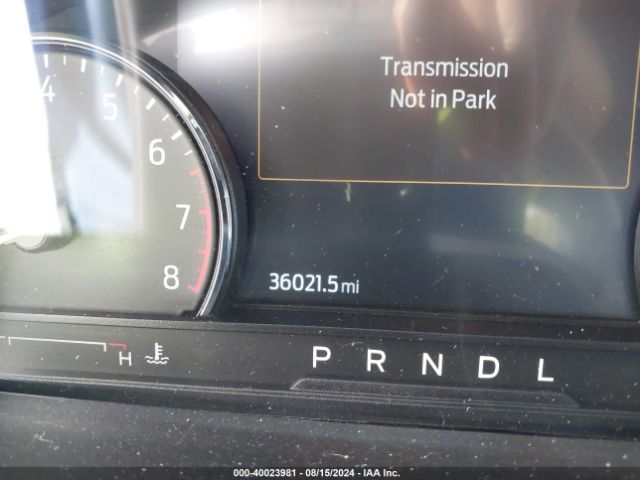 Transmission
Not in Park
4
5
6
7
8
36021.5 mi
H
P R N D L
000-40023981 - 08/15/2024 - IAA Inc.